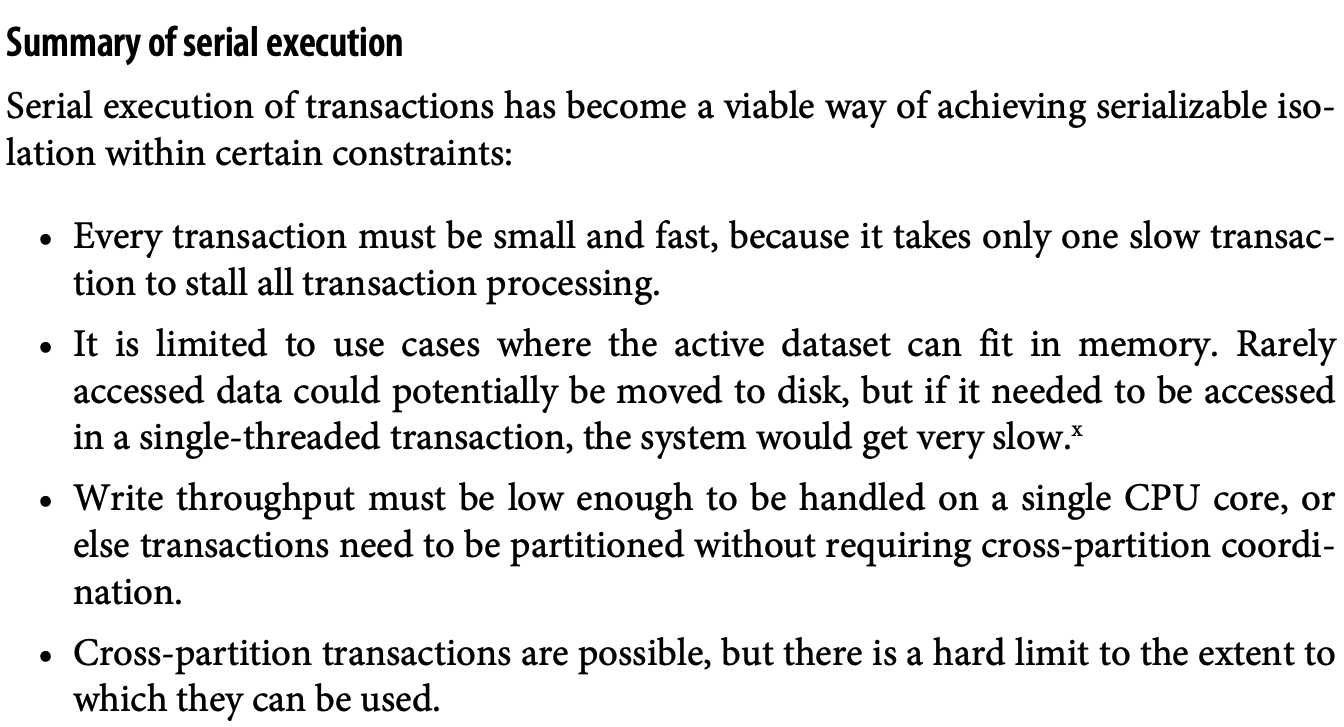 Summary of serial execution
Serial execution of transactions has become a viable way of achieving serializable iso-
lation within certain constraints:
• Every transaction must be small and fast, because it takes only one slow transac-
tion to stall all transaction processing.
• It is limited to use cases where the active dataset can fit in memory. Rarely
accessed data could potentially be moved to disk, but if it needed to be accessed
in a single-threaded transaction, the system would get very slow.x
• Write throughput must be low enough to be handled on a single CPU core, or
else transactions need to be partitioned without requiring cross-partition coordi-
nation.
• Cross-partition transactions are possible, but there is a hard limit to the extent to
which they can be used.